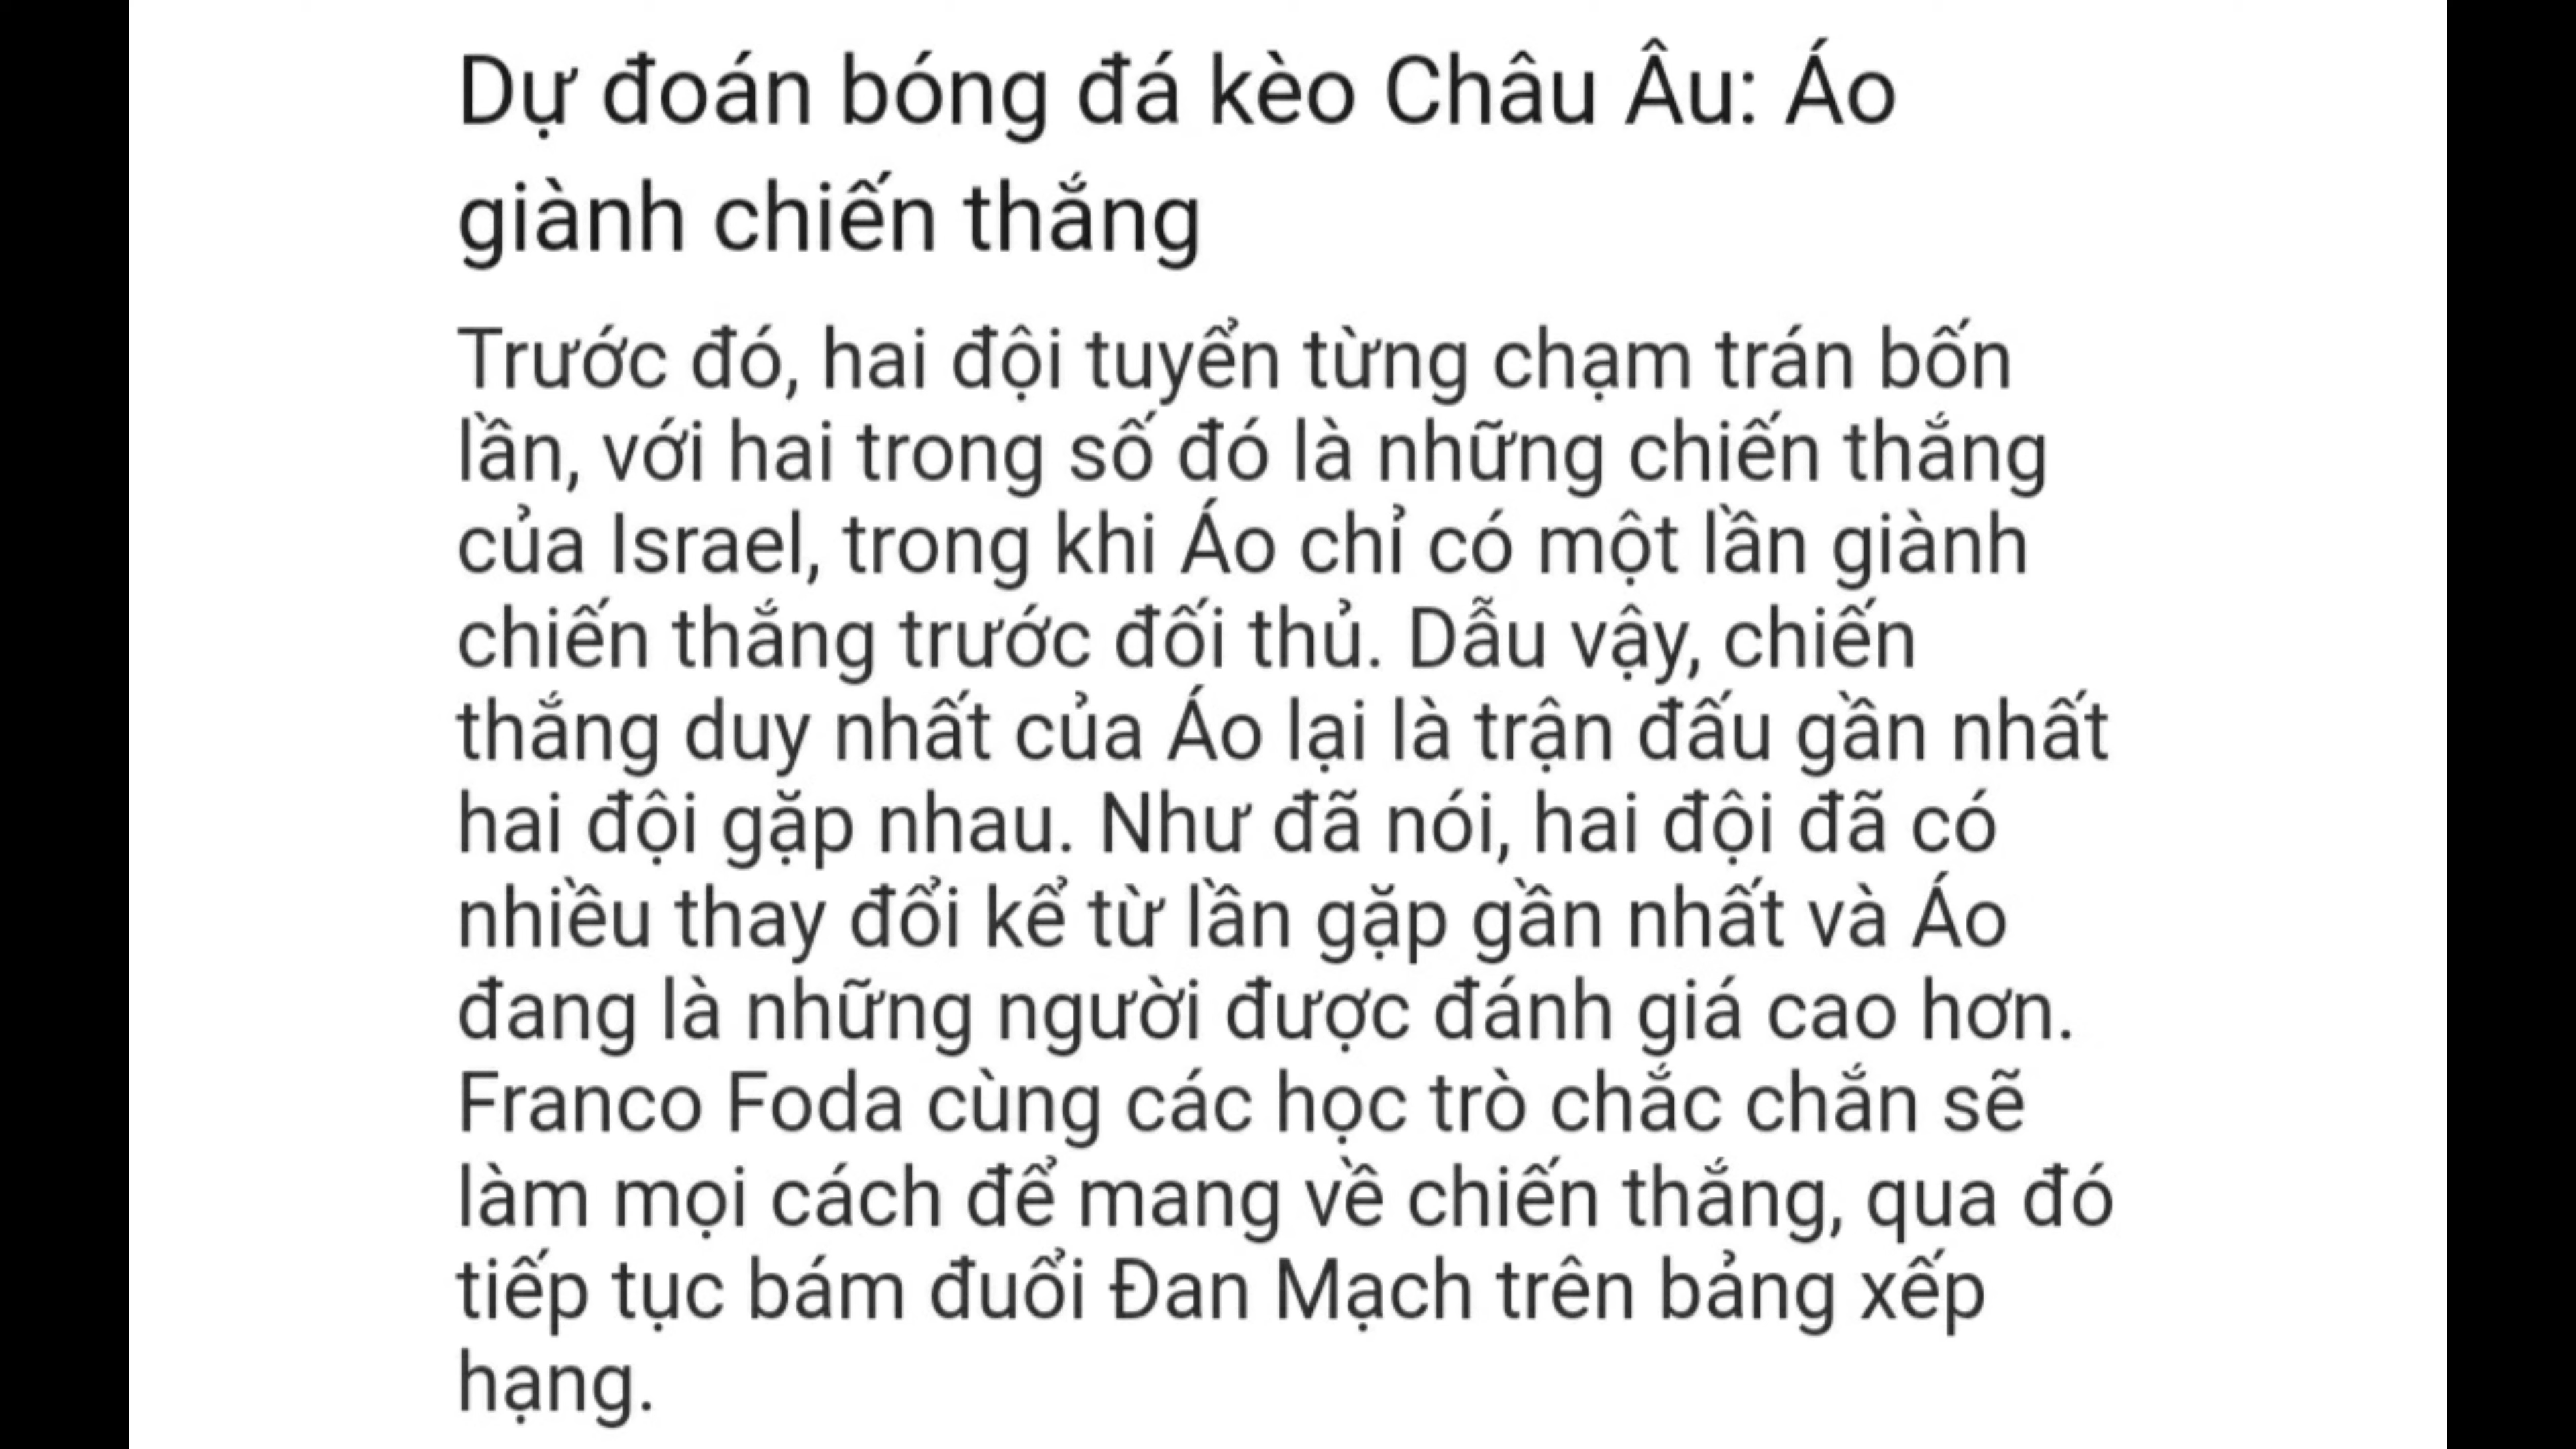 Dự đoán bóng đá kèo Châu Âu: Áo
giành chiến thắng
Trước đó, hai đội tuyển từng chạm trán bốn
lần, với hai trong số đó là những chiến thắng
của Israel, trong khi Áo chỉ có một lần giành
chiến thắng trước đối thủ. Dẫu vậy, chiến
thắng duy nhất của Áo lại là trận đấu gần nhất
hai đội gặp nhau. Như đã nói, hai đội đã có
nhiều thay đổi kể từ lần gặp gần nhất và Áo
đang là những người được đánh giá cao hơn.
Franco Foda cùng các học trò chắc chắn sẽ
làm mọi cách để mang về chiến thắng, qua đó
tiếp tục bám đuổi Đan Mạch trên bảng xếp
hạng.